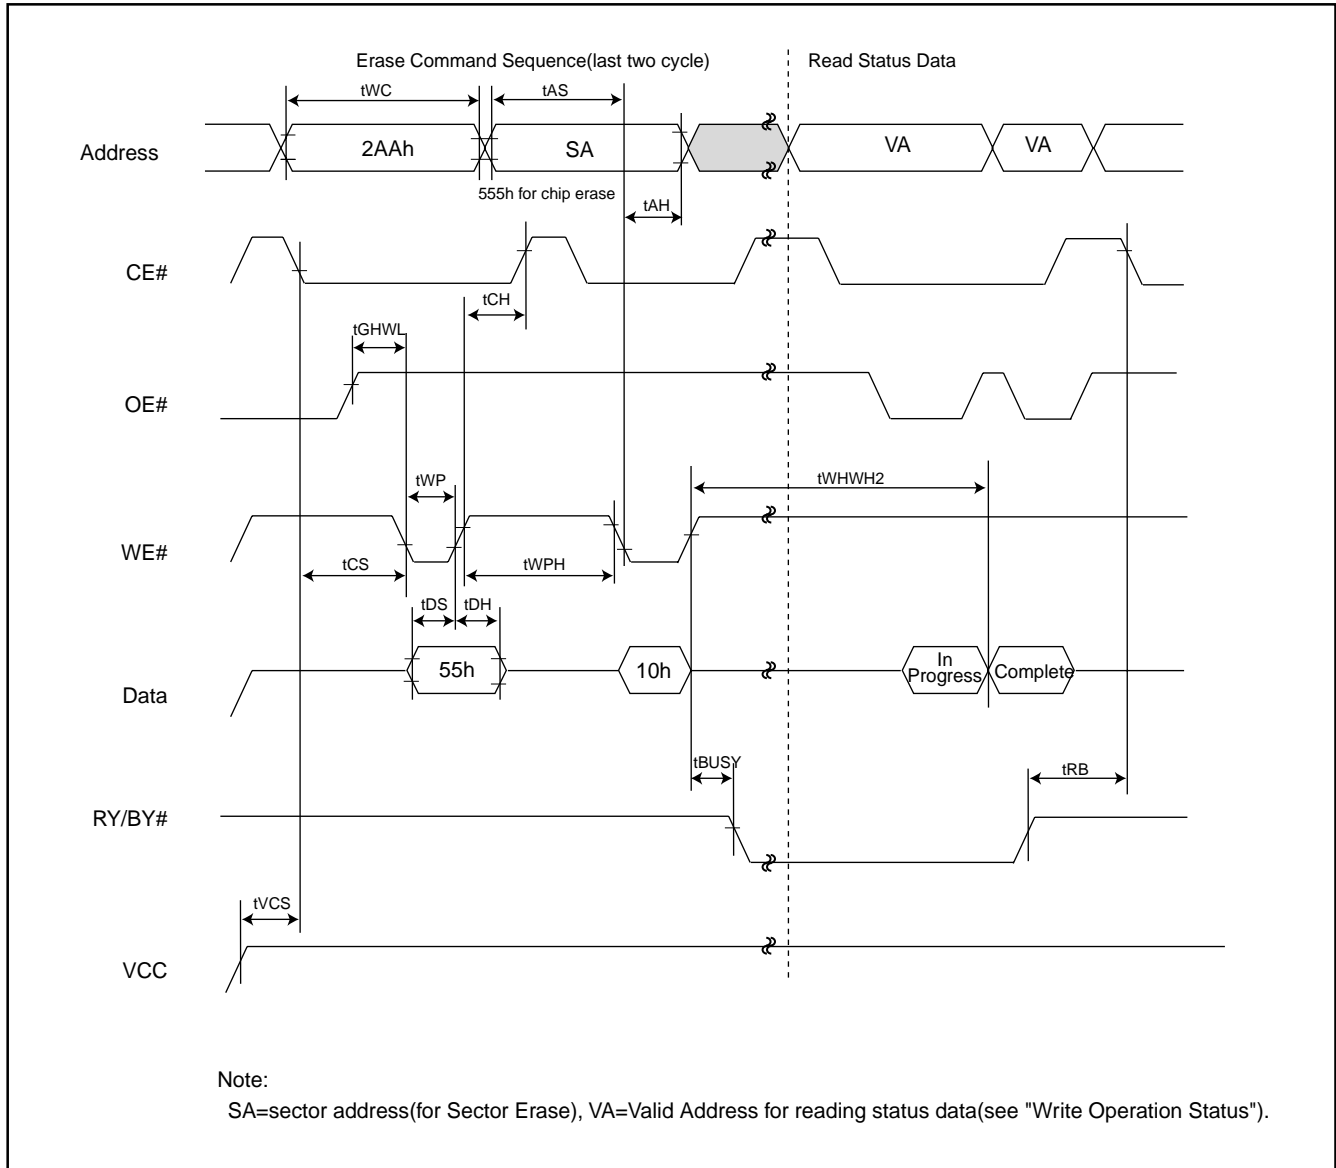 Erase Command Sequence(last two cycle)
Read Status Data
tWC
tAS
Address
2AAh
SA
VA
VA
555h for chip erase
tAH
CE#
tCH
tGHWL
OE#
tWP
tWHWH2
WE#
tCS
tWPH
tDS
tDH
Data
55h
10h
In
Progress
Complete
tBUSY
tRB
RY/BY#
tVCS
VCC
Note:
SA=sector address(for Sector Erase), VA=Valid Address for reading status data(see "Write Operation Status").